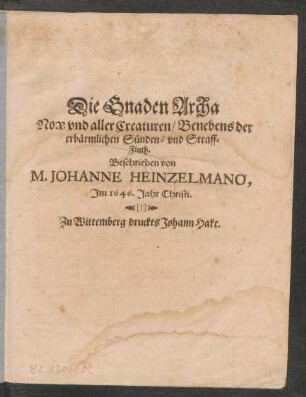 Die Gnaden Archa
Noæ vnd aller Creaturen/ Benebens der
erbärmlichen Sünden- vnd Straff-
Fluth.
Beschrieben von
M. JOHANNE HEINZELMANO,
Im 1646. Jahr Christi.
Zu Wittemberg druckts Johann Hake.